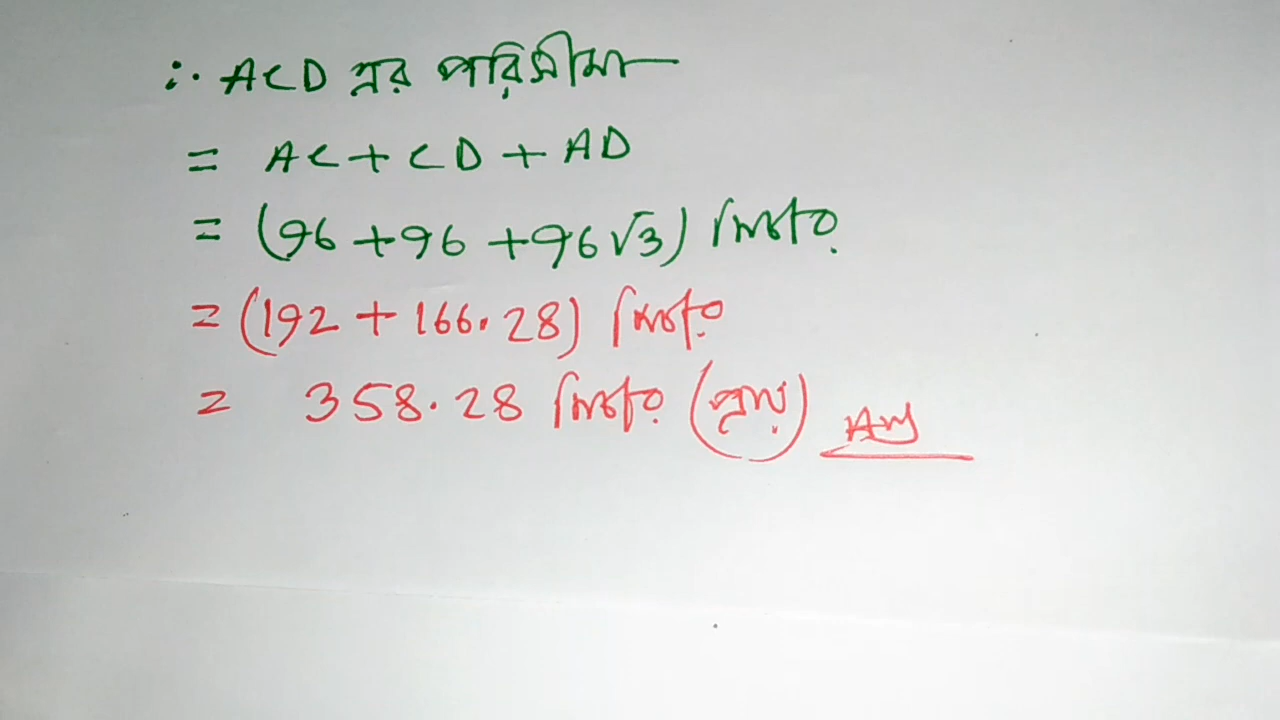 ∴ ACD এর পরিসীমা
= AC + CD + AD
= (96 + 96 + 96√3) মিটার
= (192 + 166.28) মিটার
= 358.28 মিটার (প্রায়) Ans